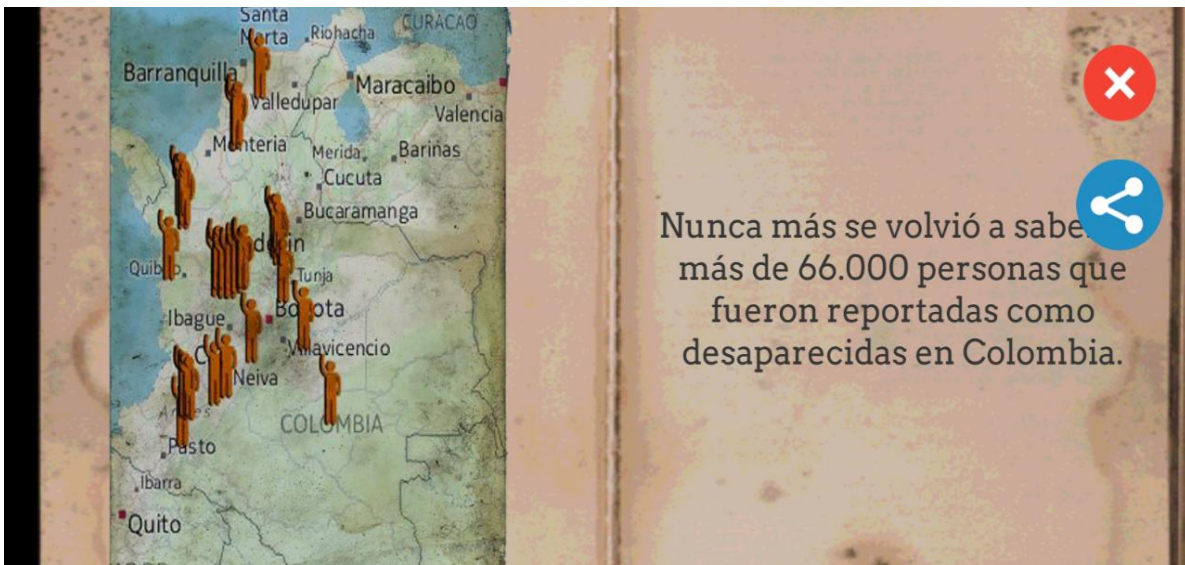 Santa
Marta
Riohacha
CURACAO
Barranquilla
Maracaibo
Valledupar
Valencia
Monteria
Merida
Barinas
Cucuta
Bucaramanga
Quibdo
Tunja
Bogota
Ibague
Villavicencio
Neiva
COLOMBIA
Pasto
Ibarra
Quito
Nunca más se volvió a sabe
más de 66.000 personas que
fueron reportadas como
desaparecidas en Colombia.